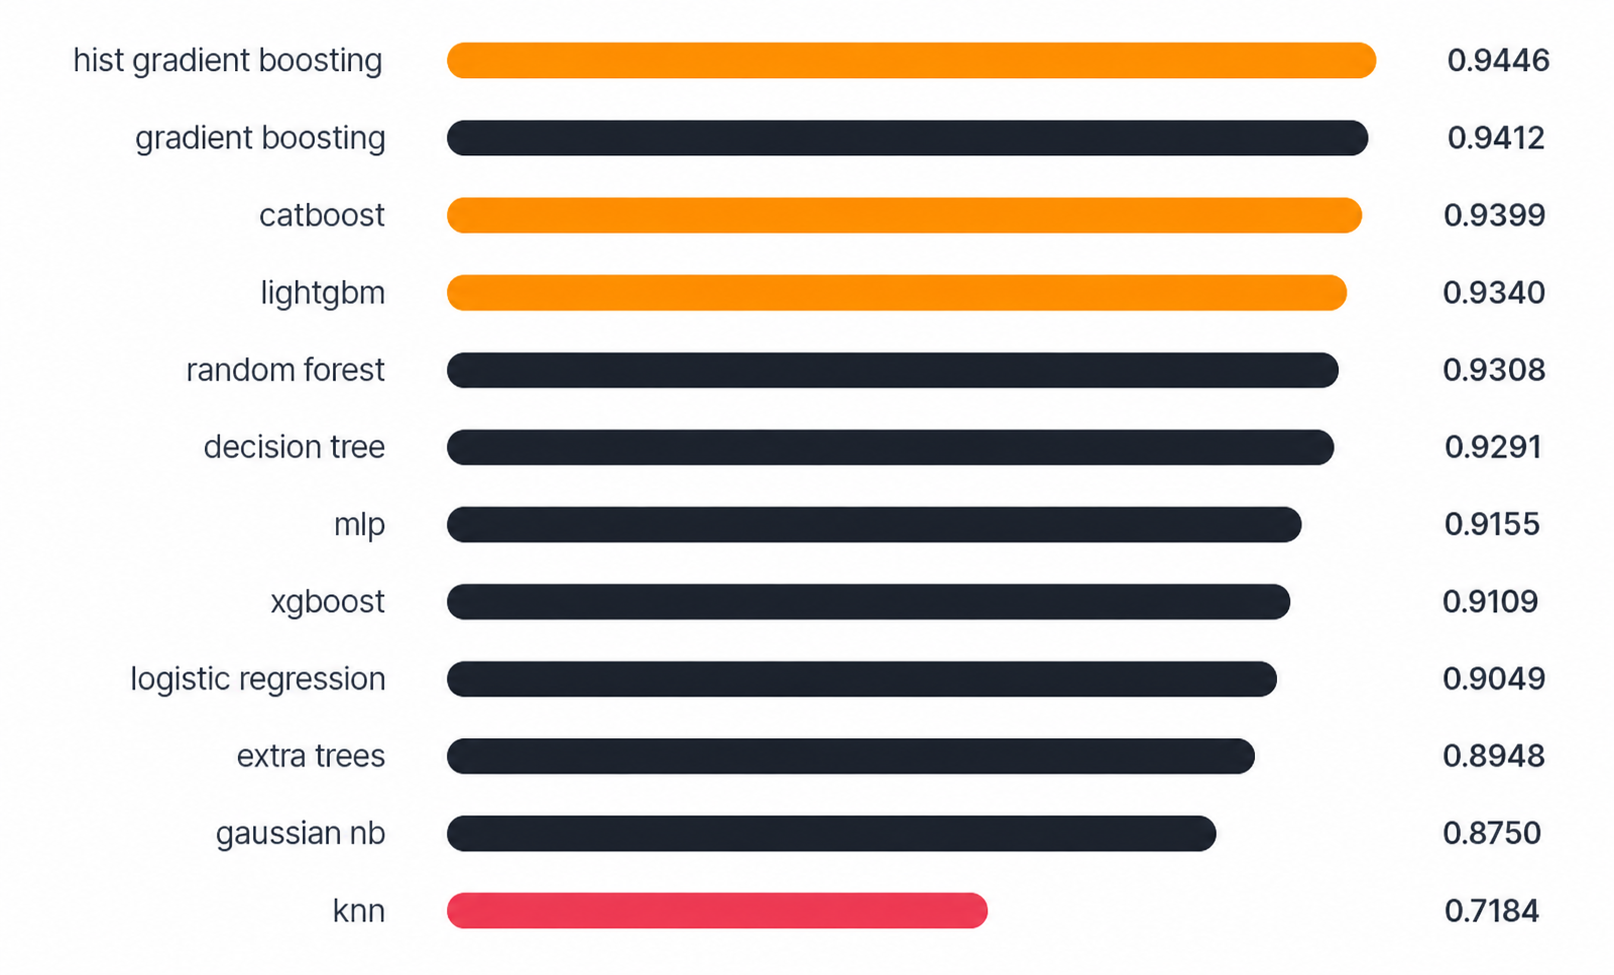 hist gradient boosting 0.9446
gradient boosting 0.9412
catboost 0.9399
lightgbm 0.9340
random forest 0.9308
decision tree 0.9291
mlp 0.9155
xgboost 0.9109
logistic regression 0.9049
extra trees 0.8948
gaussian nb 0.8750
knn 0.7184